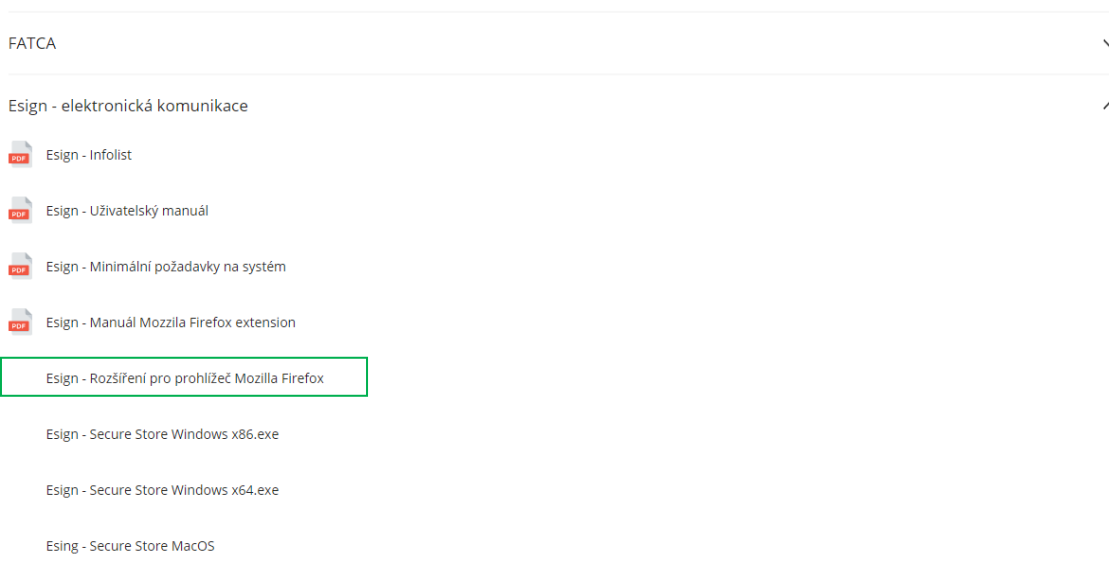 FATCA
Esign - elektronická komunikace
PDF Esign - Infolist
PDF Esign - Uživatelský manuál
PDF Esign - Minimální požadavky na systém
PDF Esign - Manuál Mozzila Firefox extension
Esign - Rozšíření pro prohlížeč Mozilla Firefox
Esign - Secure Store Windows x86.exe
Esign - Secure Store Windows x64.exe
Esing - Secure Store MacOS